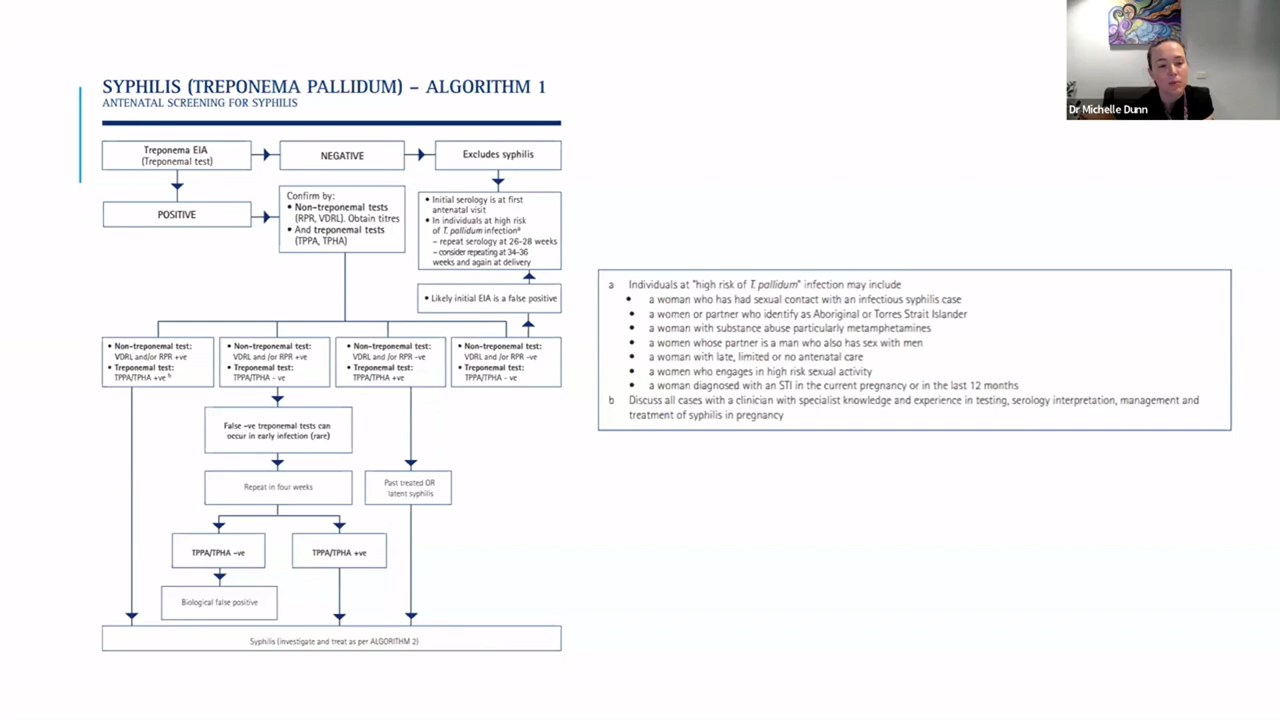 Dr Michelle Dunn
SYPHILIS (TREPONEMA PALLIDUM) – ALGORITHM 1
ANTENATAL SCREENING FOR SYPHILIS
Treponema EIA
(Treponemal test)
NEGATIVE
Excludes syphilis
POSITIVE
Confirm by:
• Non-treponemal tests
(RPR, VDRL). Obtain titres
• And treponemal tests
(TPPA, TPHA)
• Initial serology is at first
antenatal visit
• In individuals at high risk
of T. pallidum infectionᵃ
– repeat serology at 26-28 weeks
– consider repeating at 34-36
weeks and again at delivery
• Likely initial EIA is a false positive
• Non-treponemal test:
VDRL and/or RPR +ve
• Treponemal test:
TPPA/TPHA +ve ᵇ
• Non-treponemal test:
VDRL and /or RPR +ve
• Treponemal test:
TPPA/TPHA - ve
• Non-treponemal test:
VDRL and /or RPR -ve
• Treponemal test:
TPPA/TPHA +ve
• Non-treponemal test:
VDRL and /or RPR -ve
• Treponemal test:
TPPA/TPHA - ve
False –ve treponemal tests can
occur in early infection (rare)
Repeat in four weeks
Past treated OR
latent syphilis
TPPA/TPHA –ve
TPPA/TPHA +ve
Biological false positive
Syphilis (investigate and treat as per ALGORITHM 2)
a Individuals at "high risk of T. pallidum" infection may include
• a woman who has had sexual contact with an infectious syphilis case
• a women or partner who identify as Aboriginal or Torres Strait Islander
• a woman with substance abuse particularly metamphetamines
• a women whose partner is a man who also has sex with men
• a woman with late, limited or no antenatal care
• a women who engages in high risk sexual activity
• a woman diagnosed with an STI in the current pregnancy or in the last 12 months
b Discuss all cases with a clinician with specialist knowledge and experience in testing, serology interpretation, management and
treatment of syphilis in pregnancy